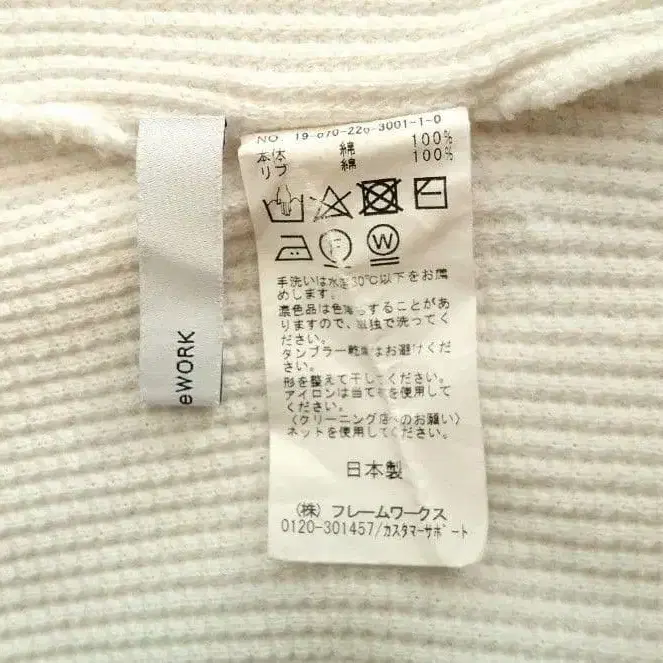 NO. 19-070-226-3001-1-0
本体 綿 100%
リブ 綿 100%
F
W
手洗いは水温30℃以下をお薦
めします。
濃色品は色落ちすることがあ
りますので、単独で洗ってく
ださい。
タンブラー乾燥はお避けくだ
さい。
形を整えて干してください。
アイロンは当て布を使用して
ください。
〈クリーニング店へのお願い〉
ネットを使用してください。
日本製
(株) フレームワークス
0120-301457/カスタマーサポート
eWORK